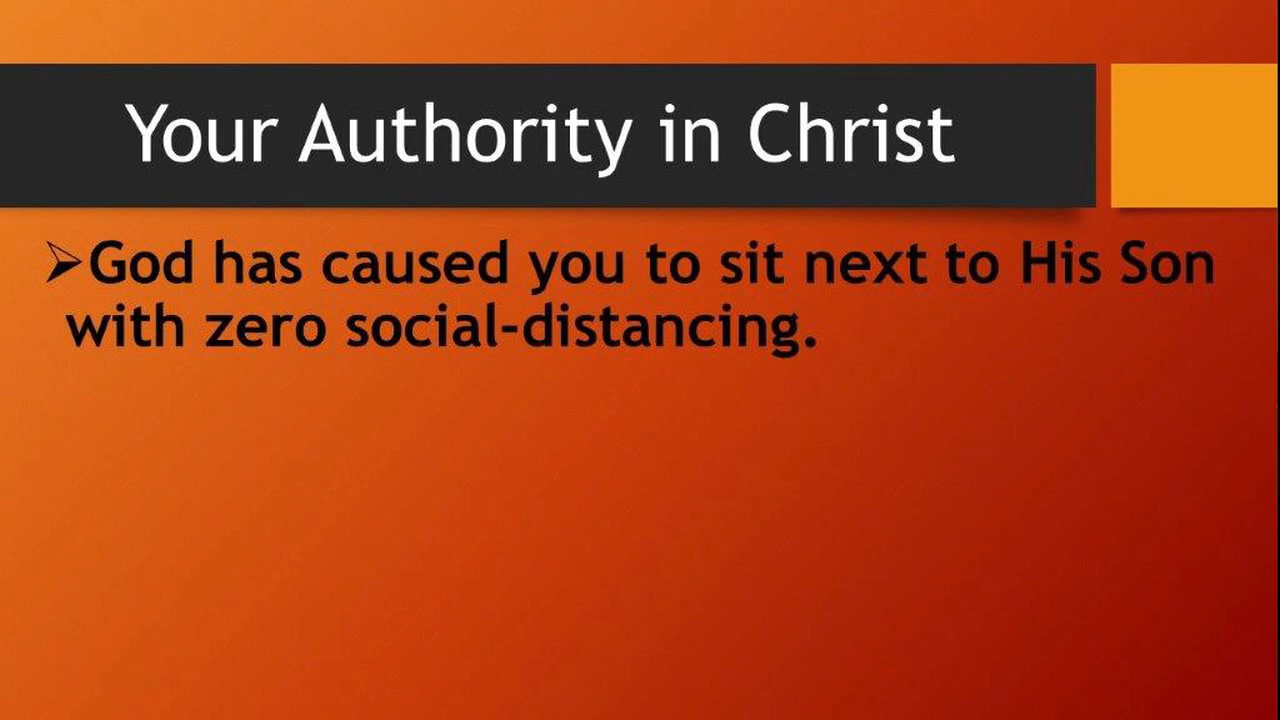 Your Authority in Christ
➢God has caused you to sit next to His Son
with zero social-distancing.